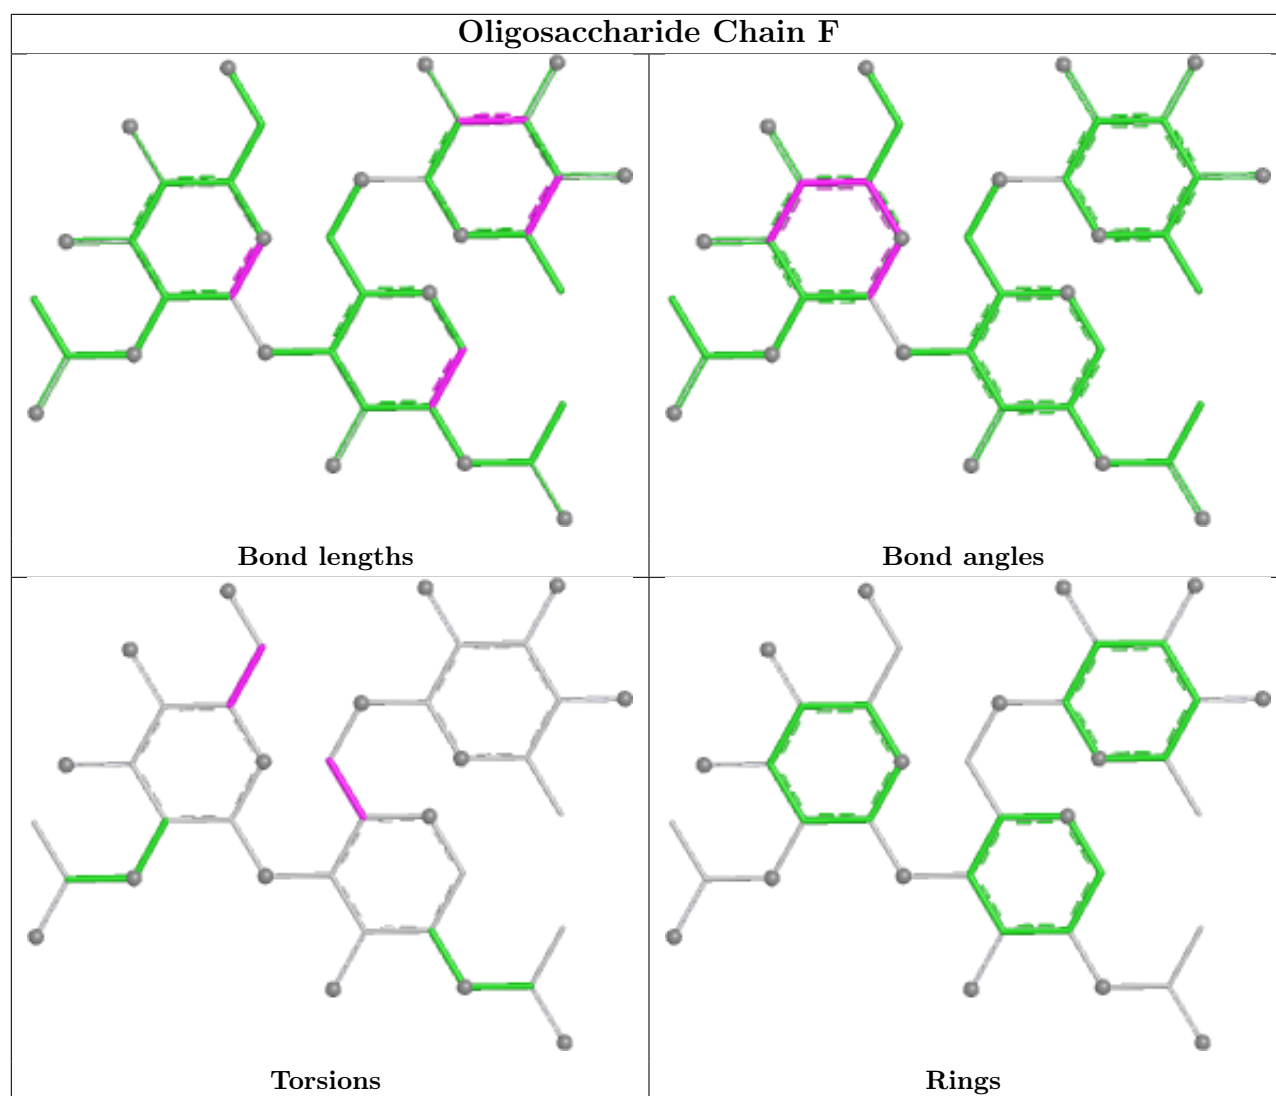 Oligosaccharide Chain F
Bond lengths
Bond angles
Torsions
Rings